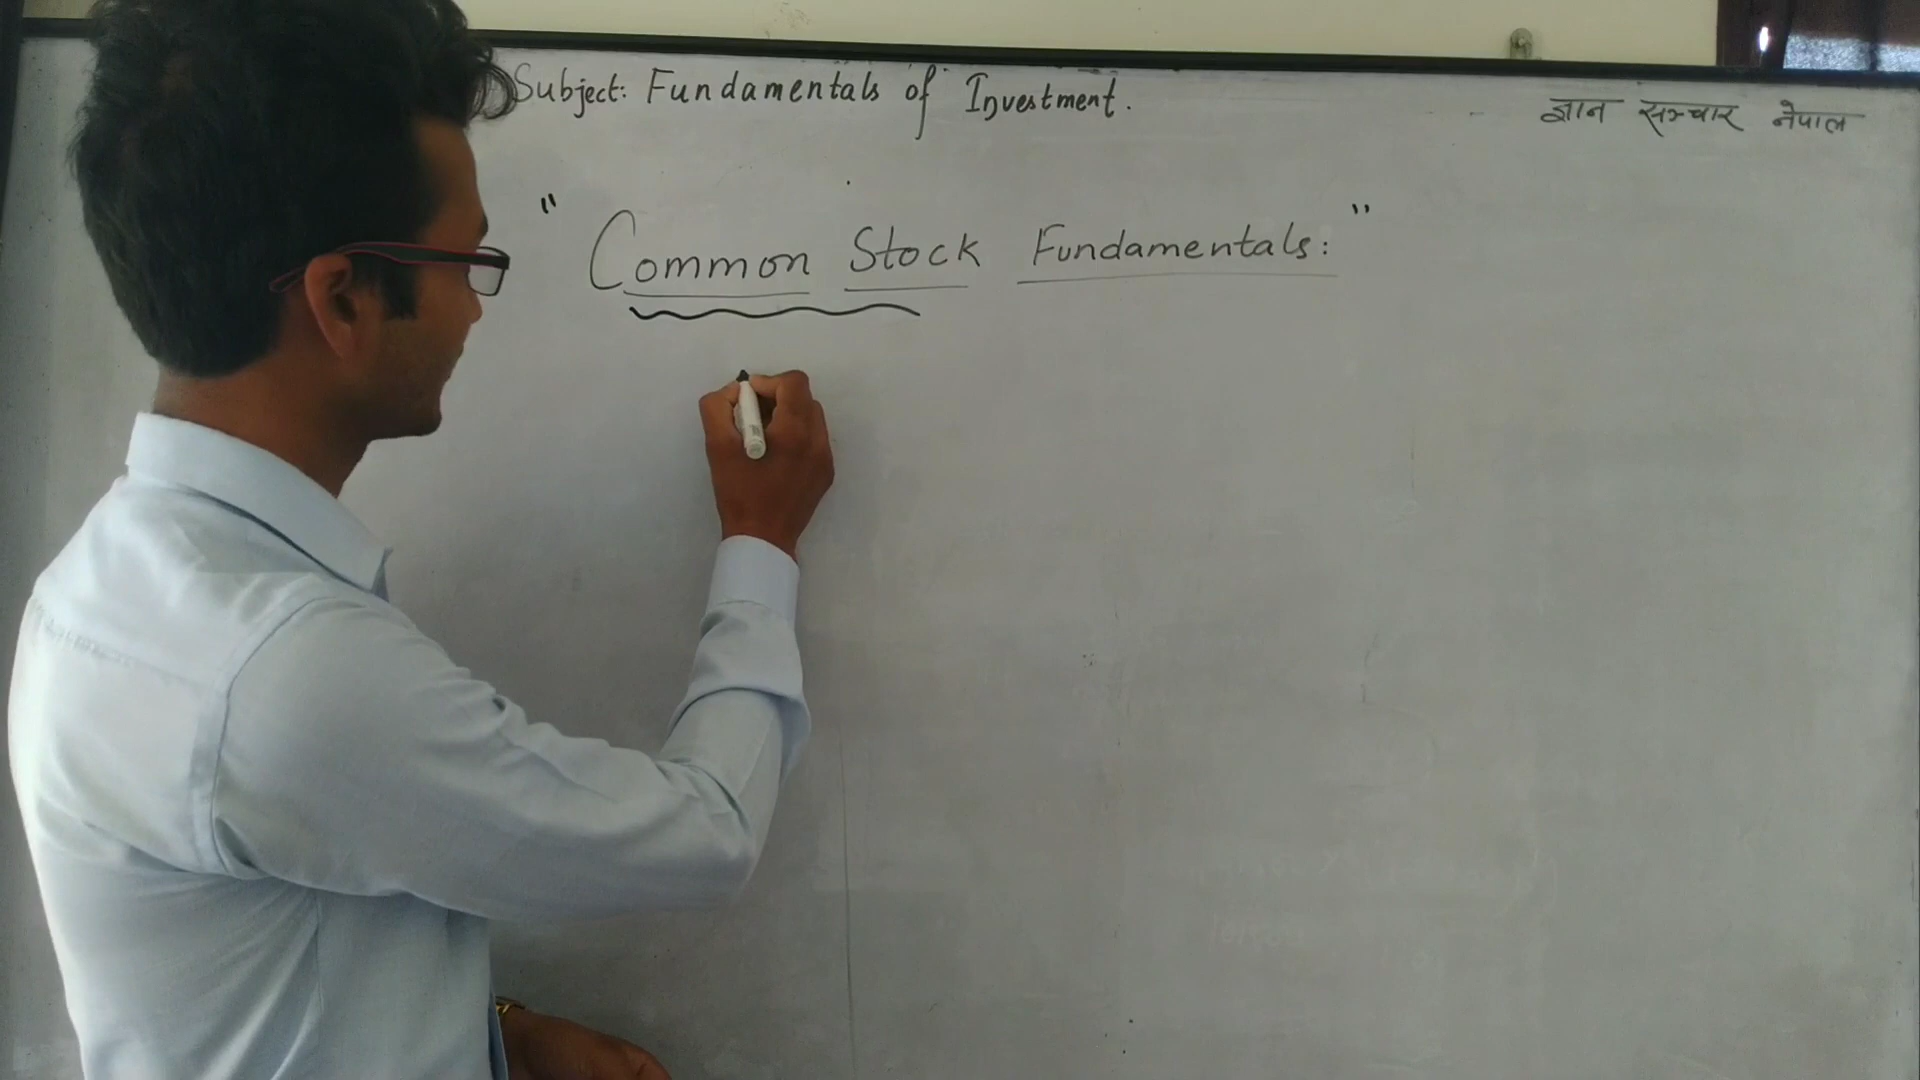 Subject: Fundamentals of Investment.
ज्ञान सञ्चार नेपाल
" Common Stock Fundamentals: "